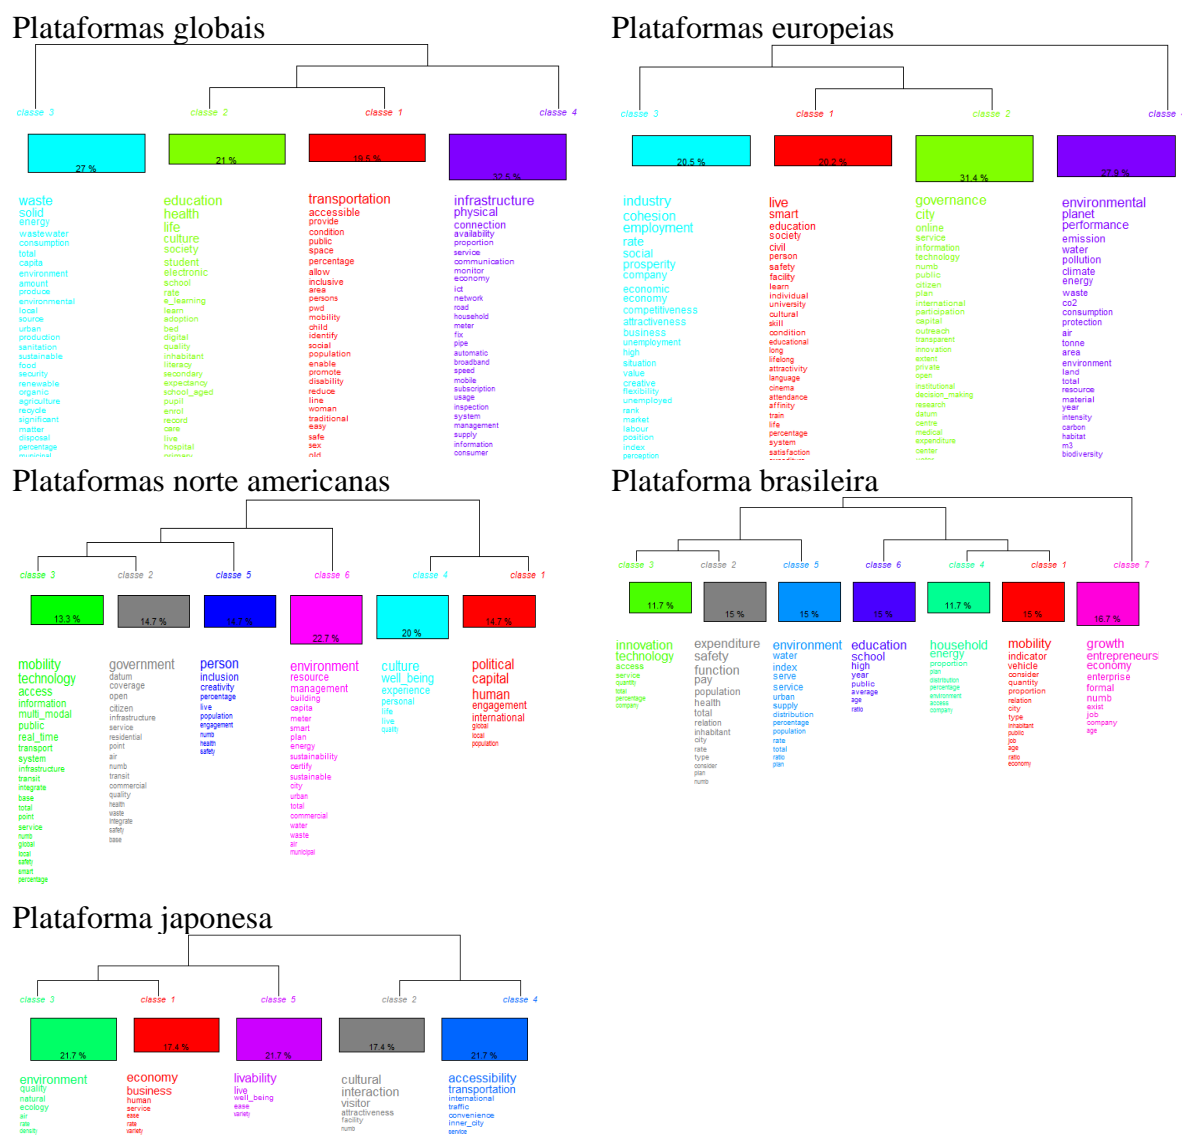 Plataformas globais
classe 3
classe 2
classe 1
classe 4
27 %
21 %
19.5 %
32.5 %
waste
solid
energy
wastewater
consumption
total
capita
environment
amount
produce
environmental
local
source
urban
production
sanitation
sustainable
food
security
renewable
organic
agriculture
recycle
significant
matter
disposal
percentage
municipal
education
health
life
culture
society
student
electronic
school
rate
e_learning
learn
adoption
bed
digital
quality
inhabitant
literacy
secondary
expectancy
school_aged
pupil
enrol
record
care
live
hospital
primary
transportation
accessible
provide
condition
public
space
percentage
allow
inclusive
area
persons
pwd
mobility
child
identify
social
population
enable
promote
disability
reduce
line
woman
traditional
easy
safe
sex
old
infrastructure
physical
connection
availability
proportion
service
communication
monitor
economy
ict
network
road
household
meter
fix
pipe
automatic
broadband
speed
mobile
subscription
usage
inspection
system
management
supply
information
consumer
Plataformas europeias
classe 3
classe 1
classe 2
classe
20.5 %
20.2 %
31.4 %
27.9 %
industry
cohesion
employment
rate
social
prosperity
company
economic
economy
competitiveness
attractiveness
business
unemployment
high
situation
value
creative
flexibility
unemployed
rank
market
labour
position
index
perception
live
smart
education
society
civil
person
safety
facility
learn
individual
university
cultural
skill
condition
educational
long
lifelong
attractivity
language
cinema
attendance
affinity
train
life
percentage
system
satisfaction
governance
city
online
service
information
technology
numb
public
citizen
plan
international
participation
capital
outreach
transparent
innovation
extent
private
open
institutional
decision_making
research
datum
centre
medical
expenditure
center
environmental
planet
performance
emission
water
pollution
climate
energy
waste
co2
consumption
protection
air
tonne
area
environment
land
total
resource
material
year
intensity
carbon
habitat
m3
biodiversity
Plataformas norte americanas
classe 3
classe 2
classe 5
classe 6
classe 4
classe 1
13.3 %
14.7 %
14.7 %
22.7 %
20 %
14.7 %
mobility
technology
access
information
multi_modal
public
real_time
transport
system
infrastructure
transit
integrate
base
total
point
service
numb
global
local
safety
smart
percentage
government
datum
coverage
open
citizen
infrastructure
service
residential
point
air
numb
transit
commercial
quality
health
waste
integrate
safety
base
person
inclusion
creativity
percentage
live
population
engagement
numb
health
safety
environment
resource
management
building
capita
meter
smart
plan
energy
sustainability
certify
sustainable
city
urban
total
commercial
water
waste
air
municipal
culture
well_being
experience
personal
life
live
quality
political
capital
human
engagement
international
global
local
population
Plataforma brasileira
classe 3
classe 2
classe 5
classe 6
classe 4
classe 1
classe 7
11.7 %
15 %
15 %
15 %
11.7 %
15 %
16.7 %
innovation
technology
access
service
quantity
total
percentage
company
expenditure
safety
function
pay
population
health
total
relation
inhabitant
city
rate
type
consider
plan
numb
environment
water
index
serve
service
urban
supply
distribution
percentage
population
rate
total
ratio
plan
education
school
high
year
public
average
age
ratio
household
energy
proportion
plan
distribution
percentage
environment
access
company
mobility
indicator
vehicle
consider
quantity
proportion
relation
city
type
inhabitant
public
job
age
ratio
economy
growth
entrepreneurs
economy
enterprise
formal
numb
exist
job
company
age
Plataforma japonesa
classe 3
classe 1
classe 5
classe 2
classe 4
21.7 %
17.4 %
21.7 %
17.4 %
21.7 %
environment
quality
natural
ecology
air
rate
density
economy
business
human
service
ease
rate
variety
livability
live
well_being
ease
variety
cultural
interaction
visitor
attractiveness
facility
numb
accessibility
transportation
international
traffic
convenience
inner_city
service